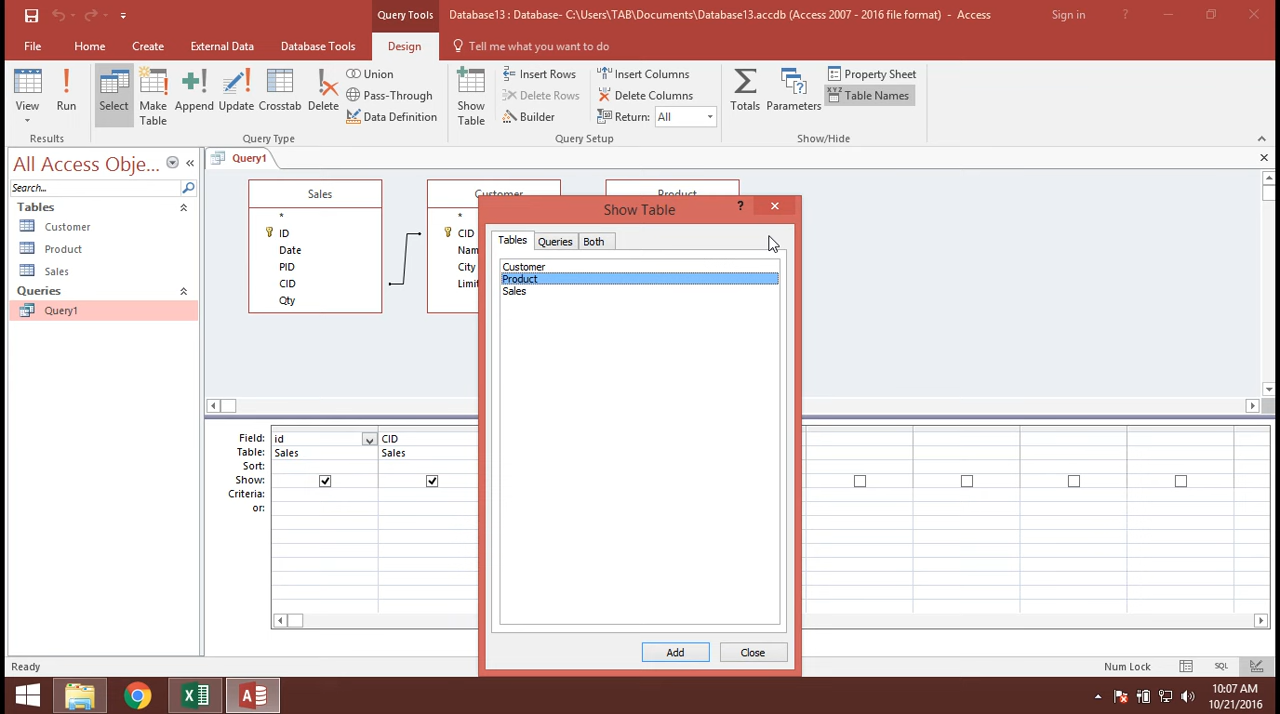 Query Tools
Database13 : Database- C:\Users\TAB\Documents\Database13.accdb (Access 2007 - 2016 file format) - Access
Sign in
?
File
Home
Create
External Data
Database Tools
Design
Tell me what you want to do
View
Run
Results
Select
Make Table
Append
Update
Crosstab
Delete
Union
Pass-Through
Data Definition
Query Type
Show Table
Insert Rows
Delete Rows
Builder
Insert Columns
Delete Columns
Return: All
Query Setup
Totals
Parameters
XYZ
Property Sheet
Table Names
Show/Hide
All Access Obje...
Search...
Tables
Customer
Product
Sales
Queries
Query1
Query1
Sales
*
ID
Date
PID
CID
Qty
Customer
*
CID
City
Product
Show Table
?
Tables
Queries
Both
Customer
Product
Sales
Add
Close
Field: id CID
Table: Sales Sales
Sort:
Show:
Criteria:
or:
Ready
Num Lock
SQL
10:07 AM
10/21/2016